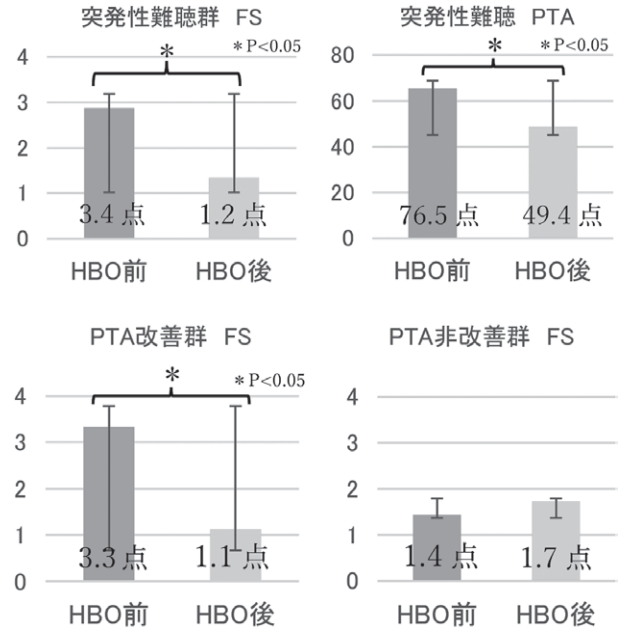 突発性難聴群 FS
＊P<0.05
＊
4
3
2
1
0
3.4 点
1.2 点
HBO前
HBO後
突発性難聴 PTA
＊P<0.05
＊
80
60
40
20
0
76.5 点
49.4 点
HBO前
HBO後
PTA改善群 FS
＊P<0.05
＊
4
3
2
1
0
3.3 点
1.1 点
HBO前
HBO後
PTA非改善群 FS
4
3
2
1
0
1.4 点
1.7 点
HBO前
HBO後